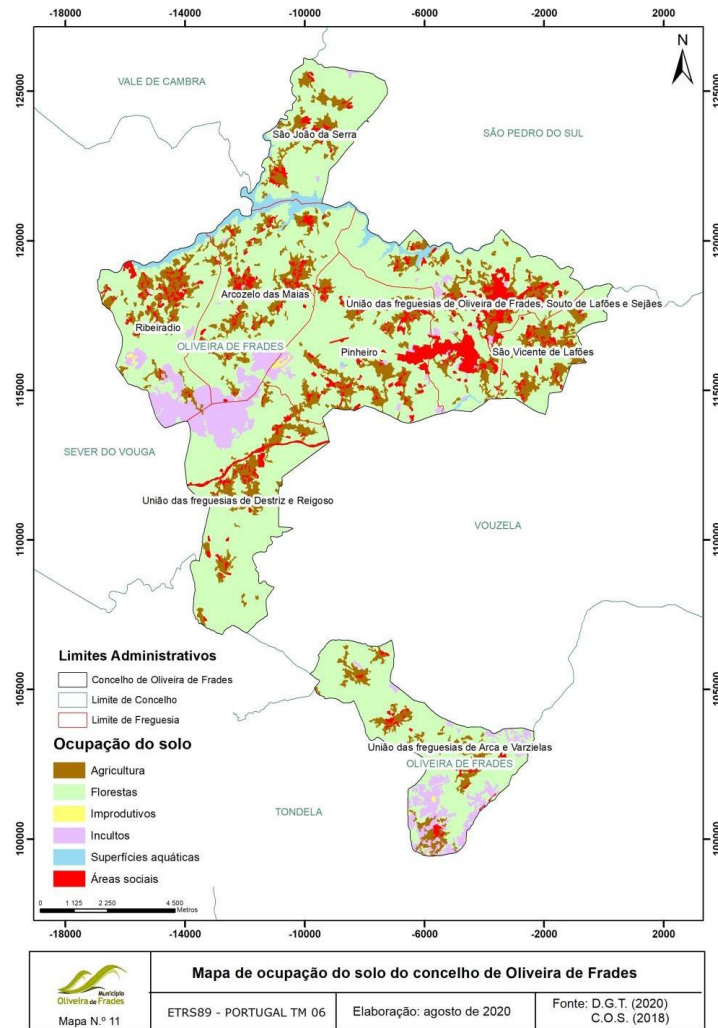 -18000 -14000 -10000 -6000 -2000 2000
N
VALE DE CAMBRA
125000 125000
SÃO PEDRO DO SUL
São João da Serra
120000 120000
Arcozelo das Maias
União das freguesias de Oliveira de Frades, Souto de Lafões e Sejães
Ribeiradio
OLIVEIRA DE FRADES
Pinheiro
São Vicente de Lafões
115000 115000
SEVER DO VOUGA
União das freguesias de Destriz e Reigoso
VOUZELA
110000 110000
Limites Administrativos
Concelho de Oliveira de Frades
Limite de Concelho
Limite de Freguesia
105000 105000
Ocupação do solo
Agricultura
Florestas
Improdutivos
Incultos
Superfícies aquáticas
Áreas sociais
União das freguesias de Arca e Varzielas
OLIVEIRA DE FRADES
TONDELA
100000 100000
0 1 125 2 250 4 500
Metros
-18000 -14000 -10000 -6000 -2000 2000
Município
Oliveira de Frades
Mapa N.º 11
Mapa de ocupação do solo do concelho de Oliveira de Frades
ETRS89 - PORTUGAL TM 06
Elaboração: agosto de 2020
Fonte: D.G.T. (2020)
C.O.S. (2018)